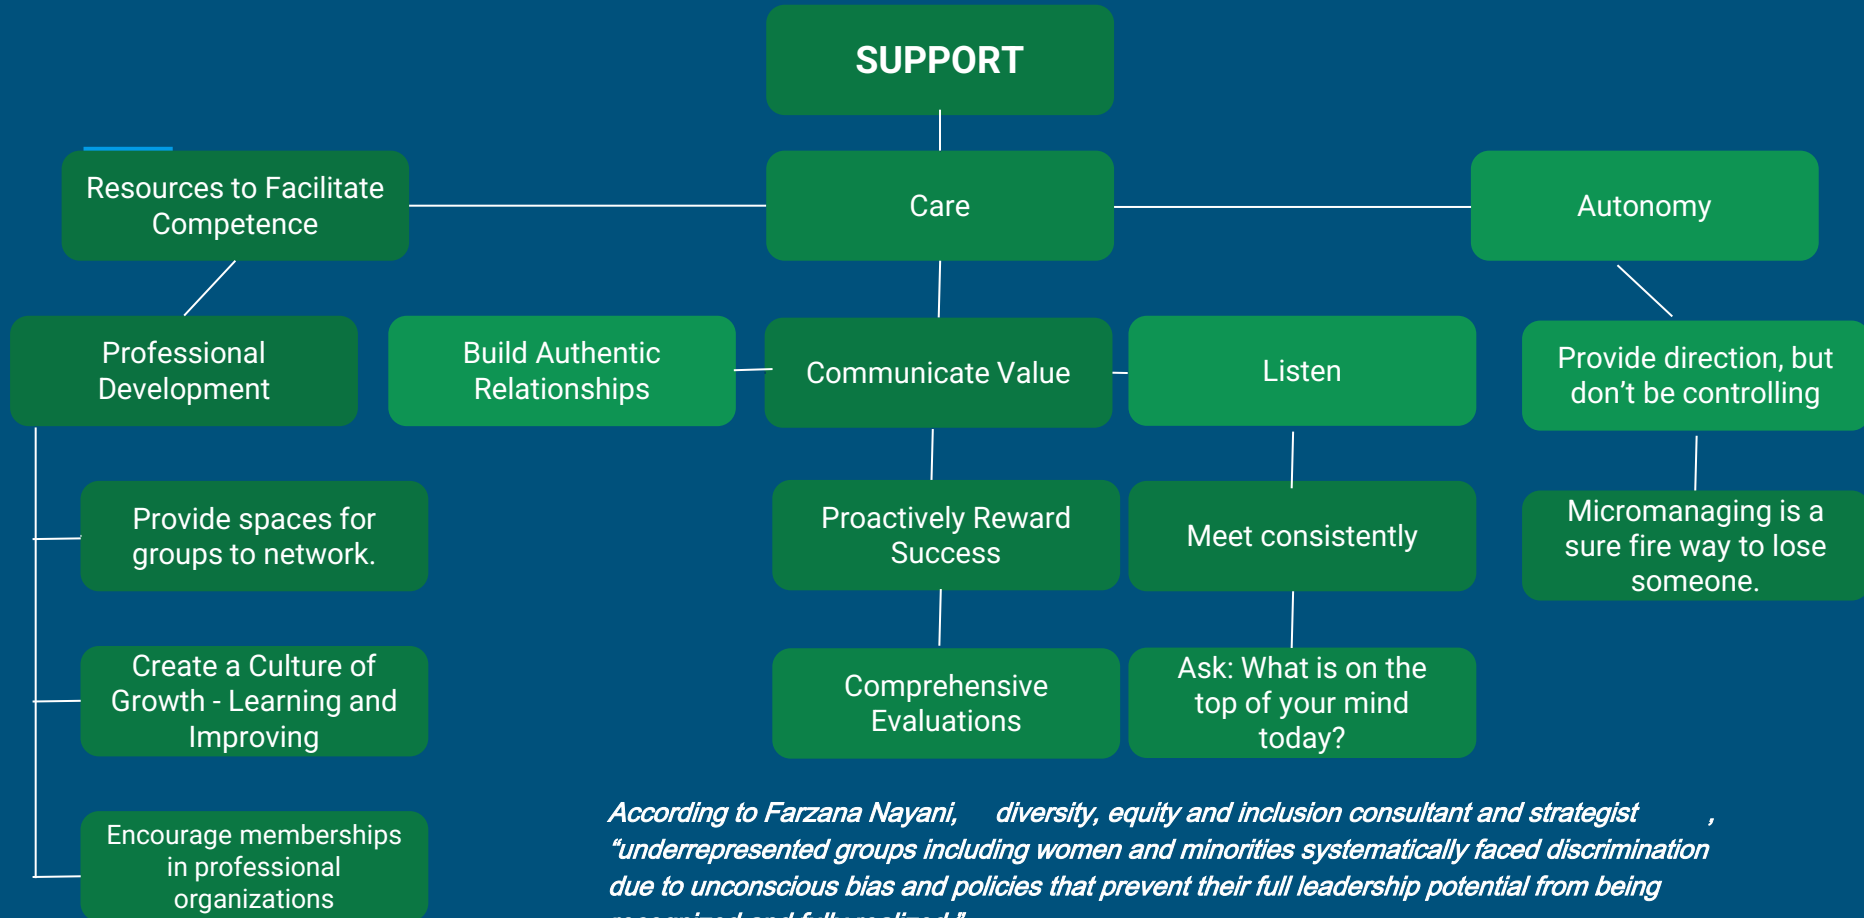 SUPPORT
Resources to Facilitate
Competence
Care
Autonomy
Professional
Development
Build Authentic
Relationships
Communicate Value
Listen
Provide direction, but
don't be controlling
Provide spaces for
groups to network.
Proactively Reward
Success
Meet consistently
Micromanaging is a
sure fire way to lose
someone.
Create a Culture of
Growth - Learning and
Improving
Comprehensive
Evaluations
Ask: What is on the
top of your mind
today?
Encourage memberships
in professional
organizations
According to Farzana Nayani, diversity, equity and inclusion consultant and strategist ,
“underrepresented groups including women and minorities systematically faced discrimination
due to unconscious bias and policies that prevent their full leadership potential from being
recognized and fully realized.”